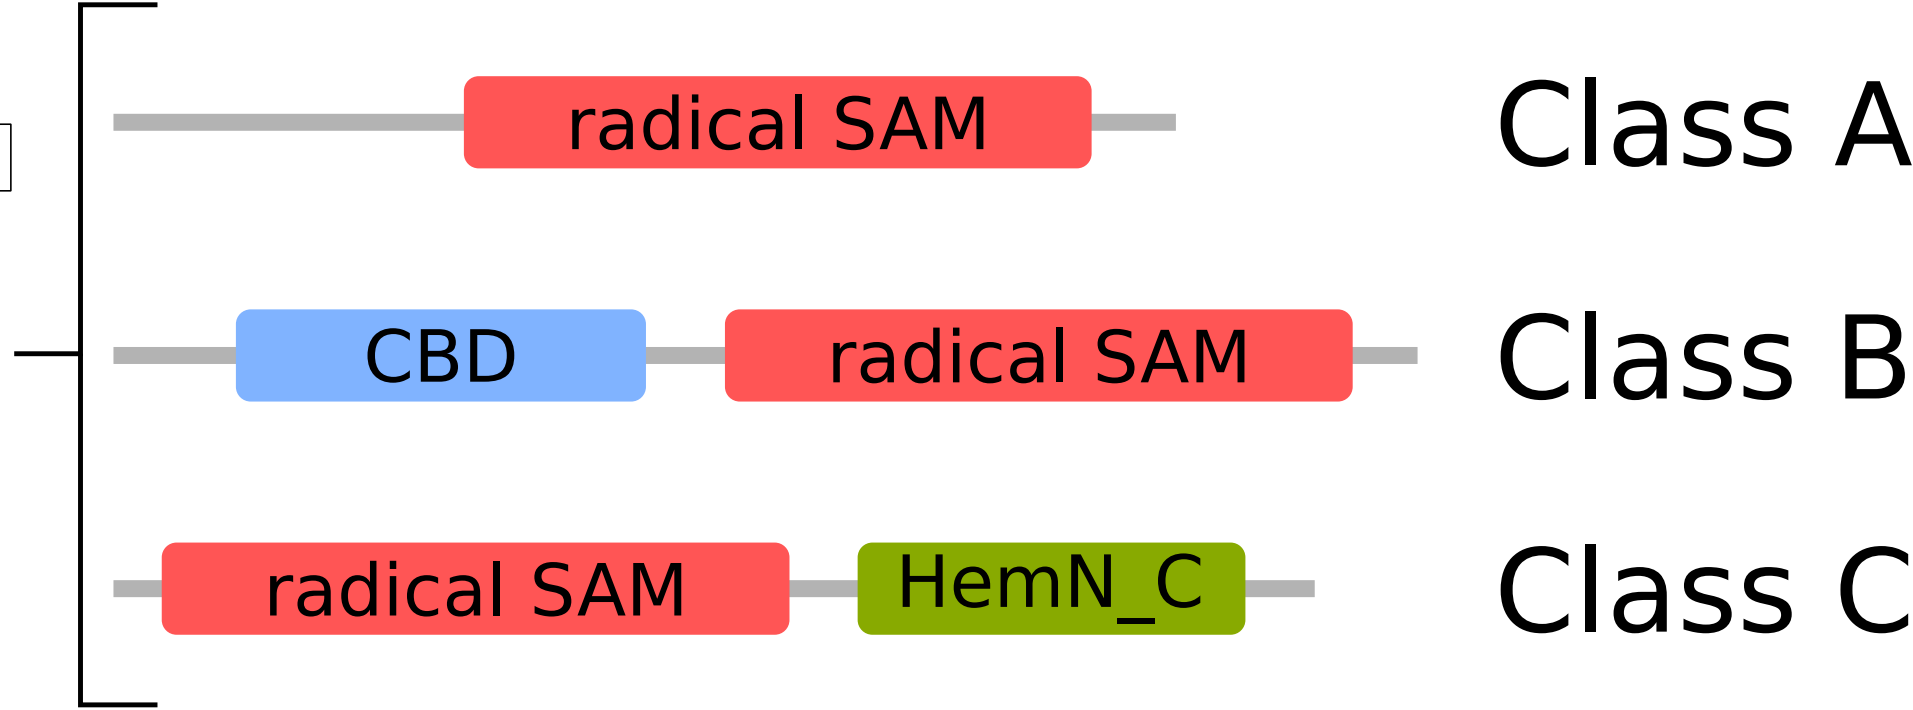 radical SAM Class A
CBD radical SAM Class B
radical SAM HemN_C Class C